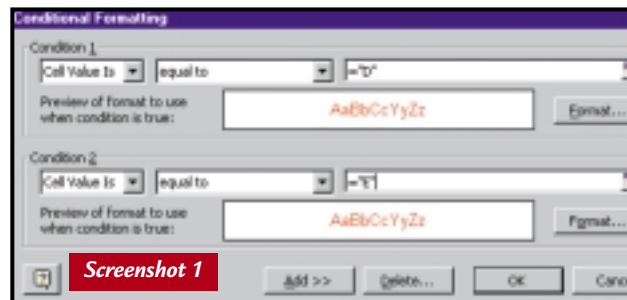 Conditional Formatting
Condition 1
Cell Value Is equal to ="D"
Preview of format to use
when condition is true:
AaBbCcYyZz Format...
Condition 2
Cell Value Is equal to ="E"
Preview of format to use
when condition is true:
AaBbCcYyZz Format...
? Screenshot 1 Add >> Delete... OK Canc